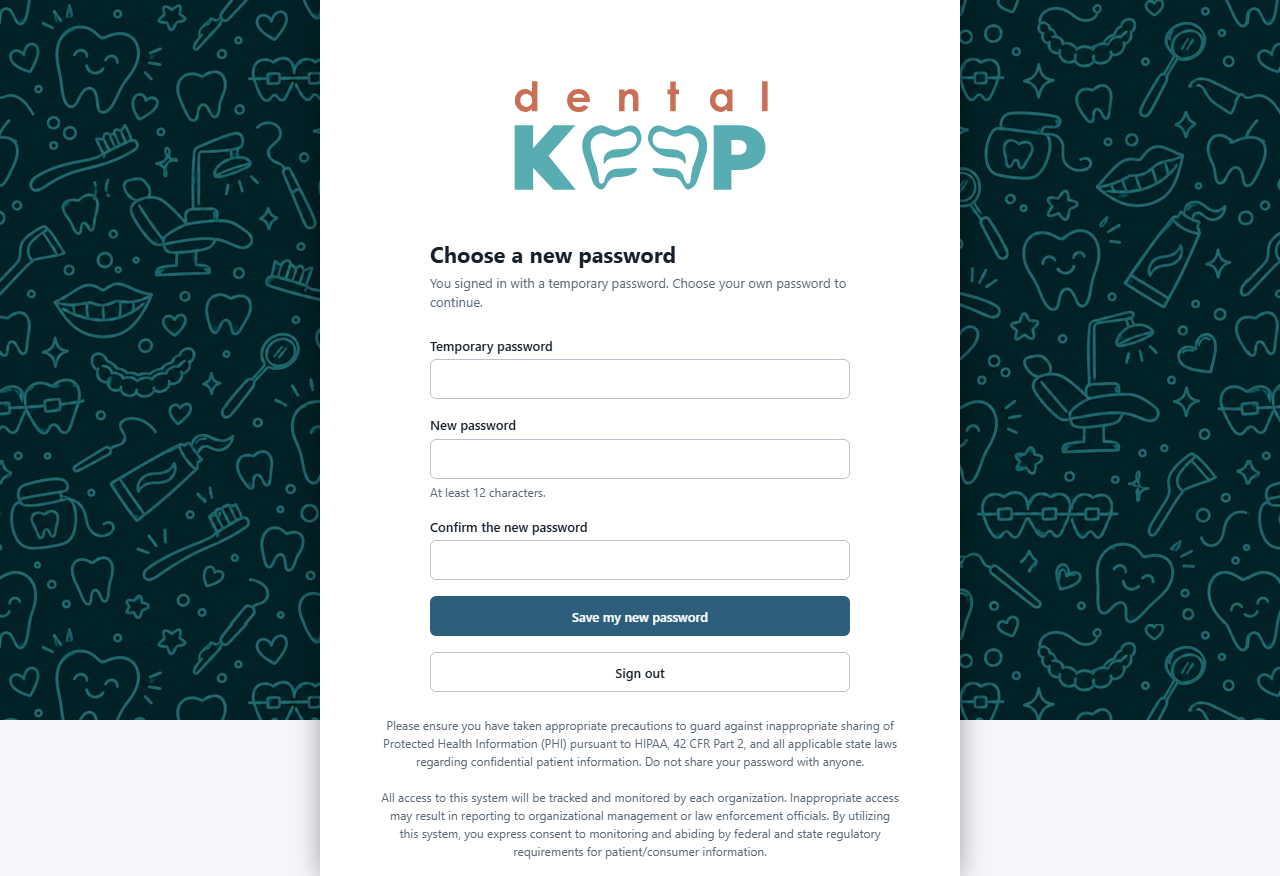 dental
KEEP
Choose a new password
You signed in with a temporary password. Choose your own password to
continue.
Temporary password
New password
At least 12 characters.
Confirm the new password
Save my new password
Sign out
Please ensure you have taken appropriate precautions to guard against inappropriate sharing of
Protected Health Information (PHI) pursuant to HIPAA, 42 CFR Part 2, and all applicable state laws
regarding confidential patient information. Do not share your password with anyone.
All access to this system will be tracked and monitored by each organization. Inappropriate access
may result in reporting to organizational management or law enforcement officials. By utilizing
this system, you express consent to monitoring and abiding by federal and state regulatory
requirements for patient/consumer information.